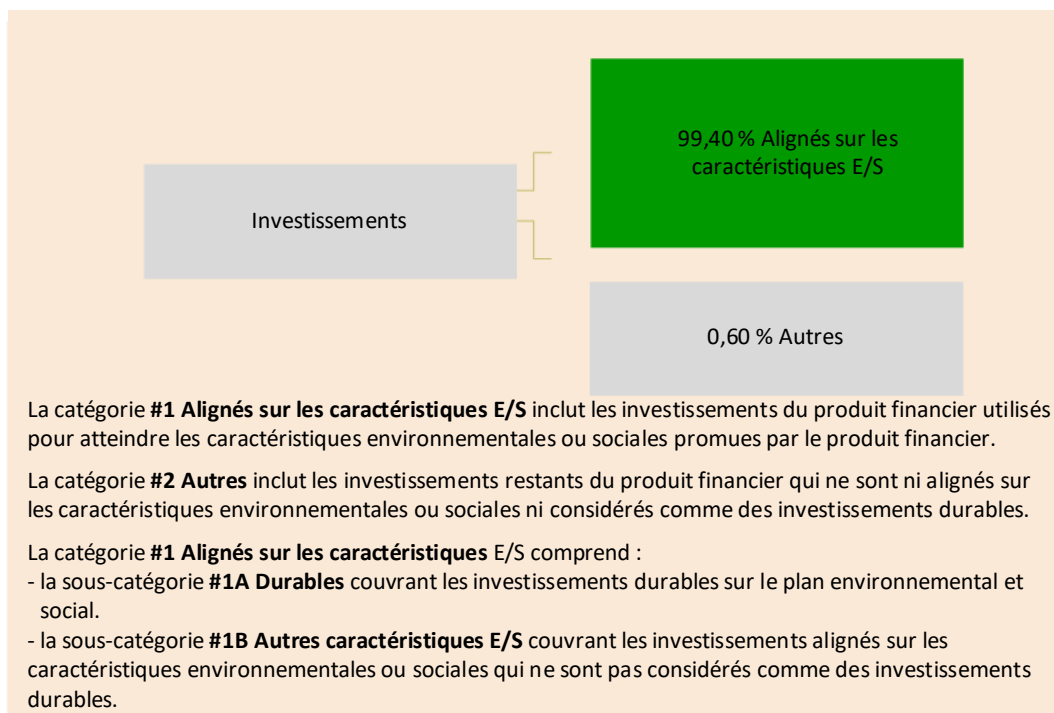 99,40 % Alignés sur les
caractéristiques E/S
Investissements
0,60 % Autres
La catégorie #1 Alignés sur les caractéristiques E/S inclut les investissements du produit financier utilisés
pour atteindre les caractéristiques environnementales ou sociales promues par le produit financier.
La catégorie #2 Autres inclut les investissements restants du produit financier qui ne sont ni alignés sur
les caractéristiques environnementales ou sociales ni considérés comme des investissements durables.
La catégorie #1 Alignés sur les caractéristiques E/S comprend :
- la sous-catégorie #1A Durables couvrant les investissements durables sur le plan environnemental et
social.
- la sous-catégorie #1B Autres caractéristiques E/S couvrant les investissements alignés sur les
caractéristiques environnementales ou sociales qui ne sont pas considérés comme des investissements
durables.